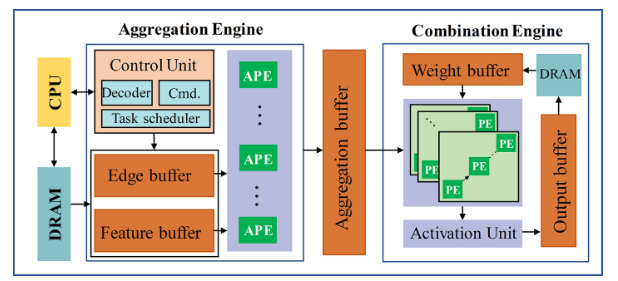 Aggregation Engine
Combination Engine
CPU
DRAM
Control Unit
Decoder
Cmd.
Task scheduler
Edge buffer
Feature buffer
APE
APE
APE
Aggregation buffer
Weight buffer
DRAM
PE
PE
PE
PE
PE
Activation Unit
Output buffer